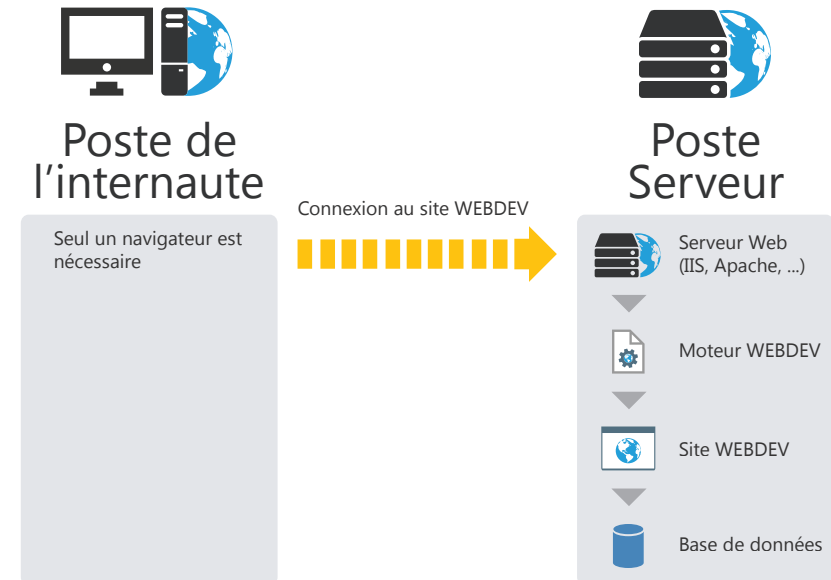 Poste de
l'internaute
Seul un navigateur est
nécessaire
Connexion au site WEBDEV
Poste
Serveur
Serveur Web
(IIS, Apache, ...)
Moteur WEBDEV
Site WEBDEV
Base de données